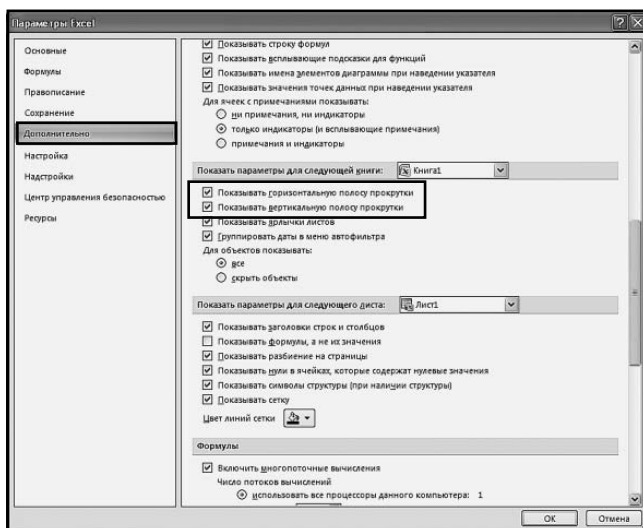 Параметры Excel
Основные
Формулы
Правописание
Сохранение
Дополнительно
Настройка
Надстройки
Центр управления безопасностью
Ресурсы
Показывать строку формул
Показывать всплывающие подсказки для функций
Показывать имена элементов диаграммы при наведении указателя
Показывать значения точек данных при наведении указателя
Для ячеек с примечаниями показывать:
ни примечания, ни индикаторы
только индикаторы (и всплывающие примечания)
примечания и индикаторы
Показать параметры для следующей книги: Книга1
Показывать горизонтальную полосу прокрутки
Показывать вертикальную полосу прокрутки
Показывать ярлычки листов
Группировать даты в меню автофильтра
Для объектов показывать:
все
скрыть объекты
Показать параметры для следующего листа: Лист1
Показывать заголовки строк и столбцов
Показывать формулы, а не их значения
Показывать разбиение на страницы
Показывать нули в ячейках, которые содержат нулевые значения
Показывать символы структуры (при наличии структуры)
Показывать сетку
Цвет линий сетки
Формулы
Включить многопоточные вычисления
Число потоков вычислений
использовать все процессоры данного компьютера: 1
ОК Отмена